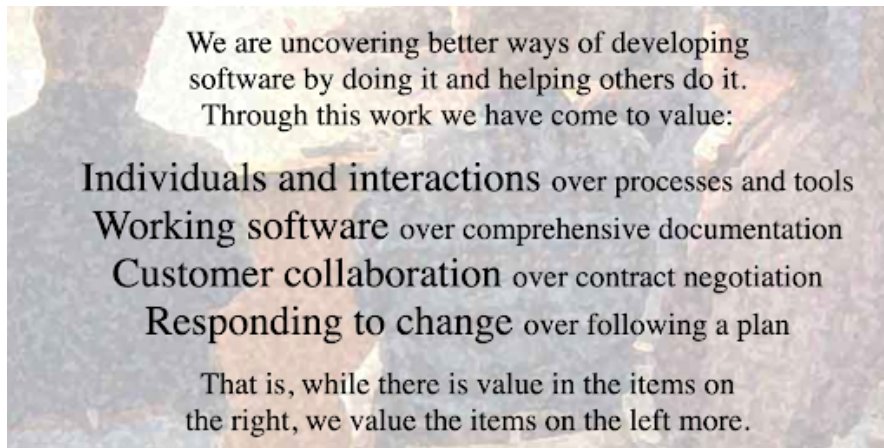 We are uncovering better ways of developing
software by doing it and helping others do it.
Through this work we have come to value:
Individuals and interactions over processes and tools
Working software over comprehensive documentation
Customer collaboration over contract negotiation
Responding to change over following a plan
That is, while there is value in the items on
the right, we value the items on the left more.